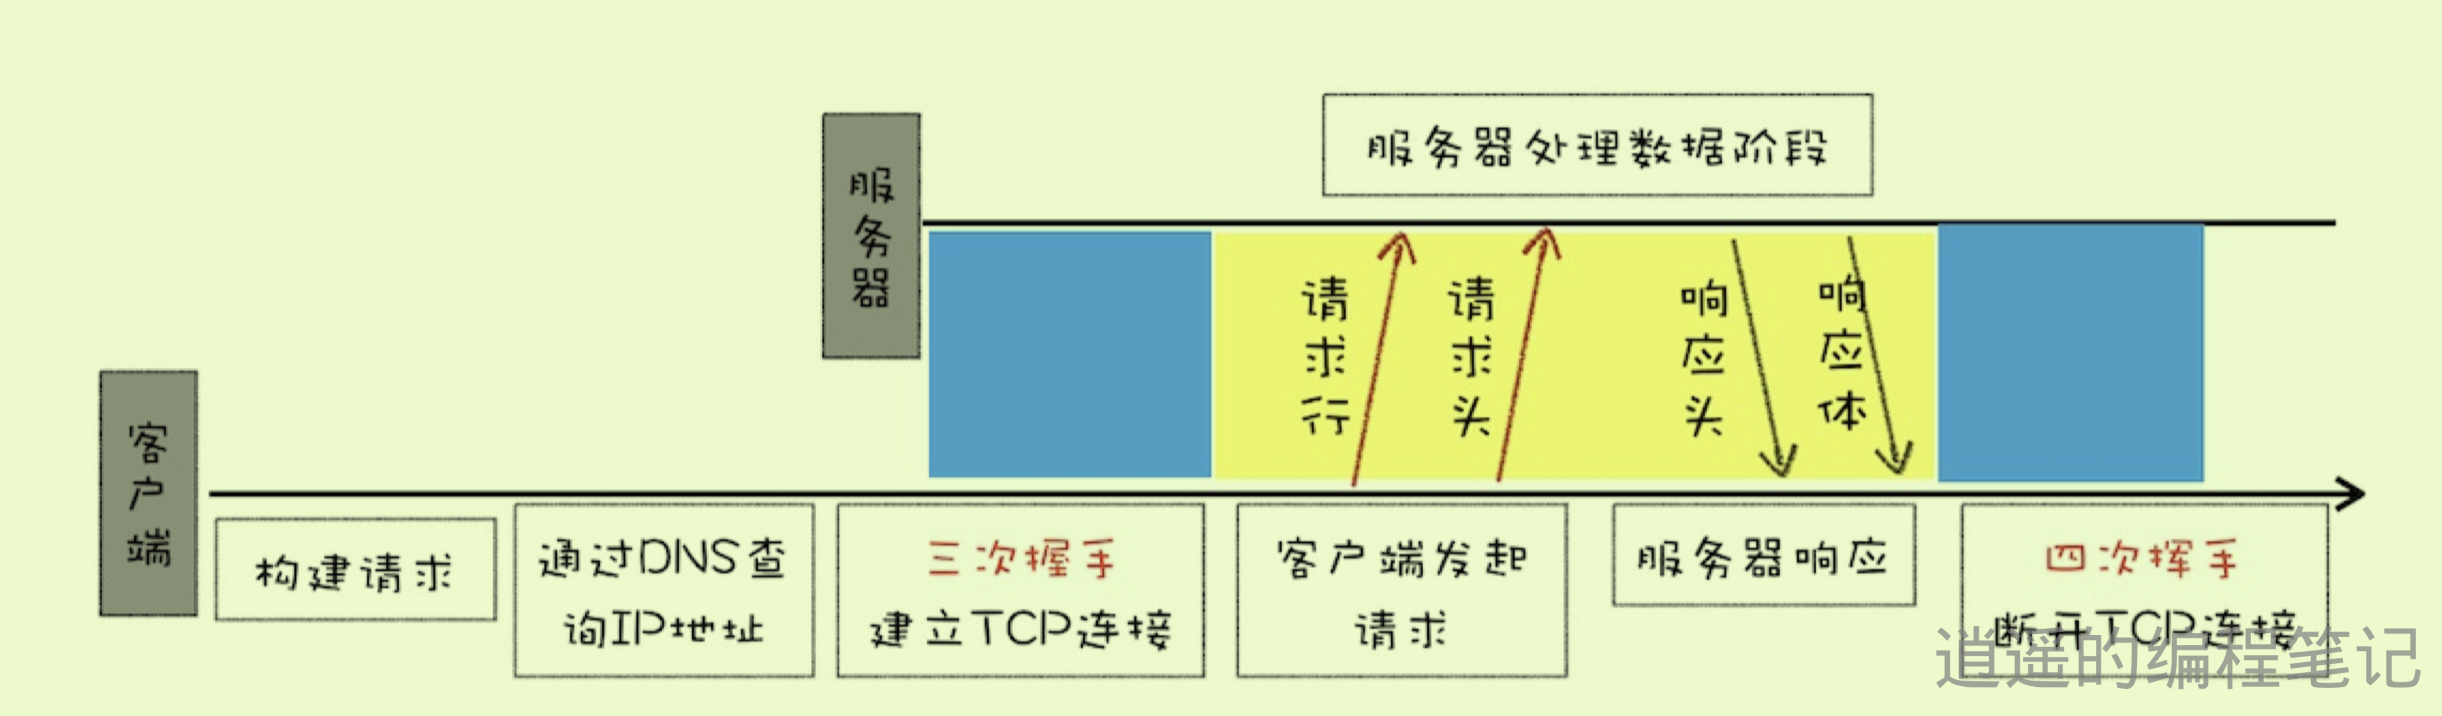 服务器处理数据阶段
服务器
请求行
请求头
响应头
响应体
客户端
构建请求
通过DNS查
询IP地址
三次握手
建立TCP连接
客户端发起
请求
服务器响应
四次挥手
断开TCP连接
逍遥的编程笔记